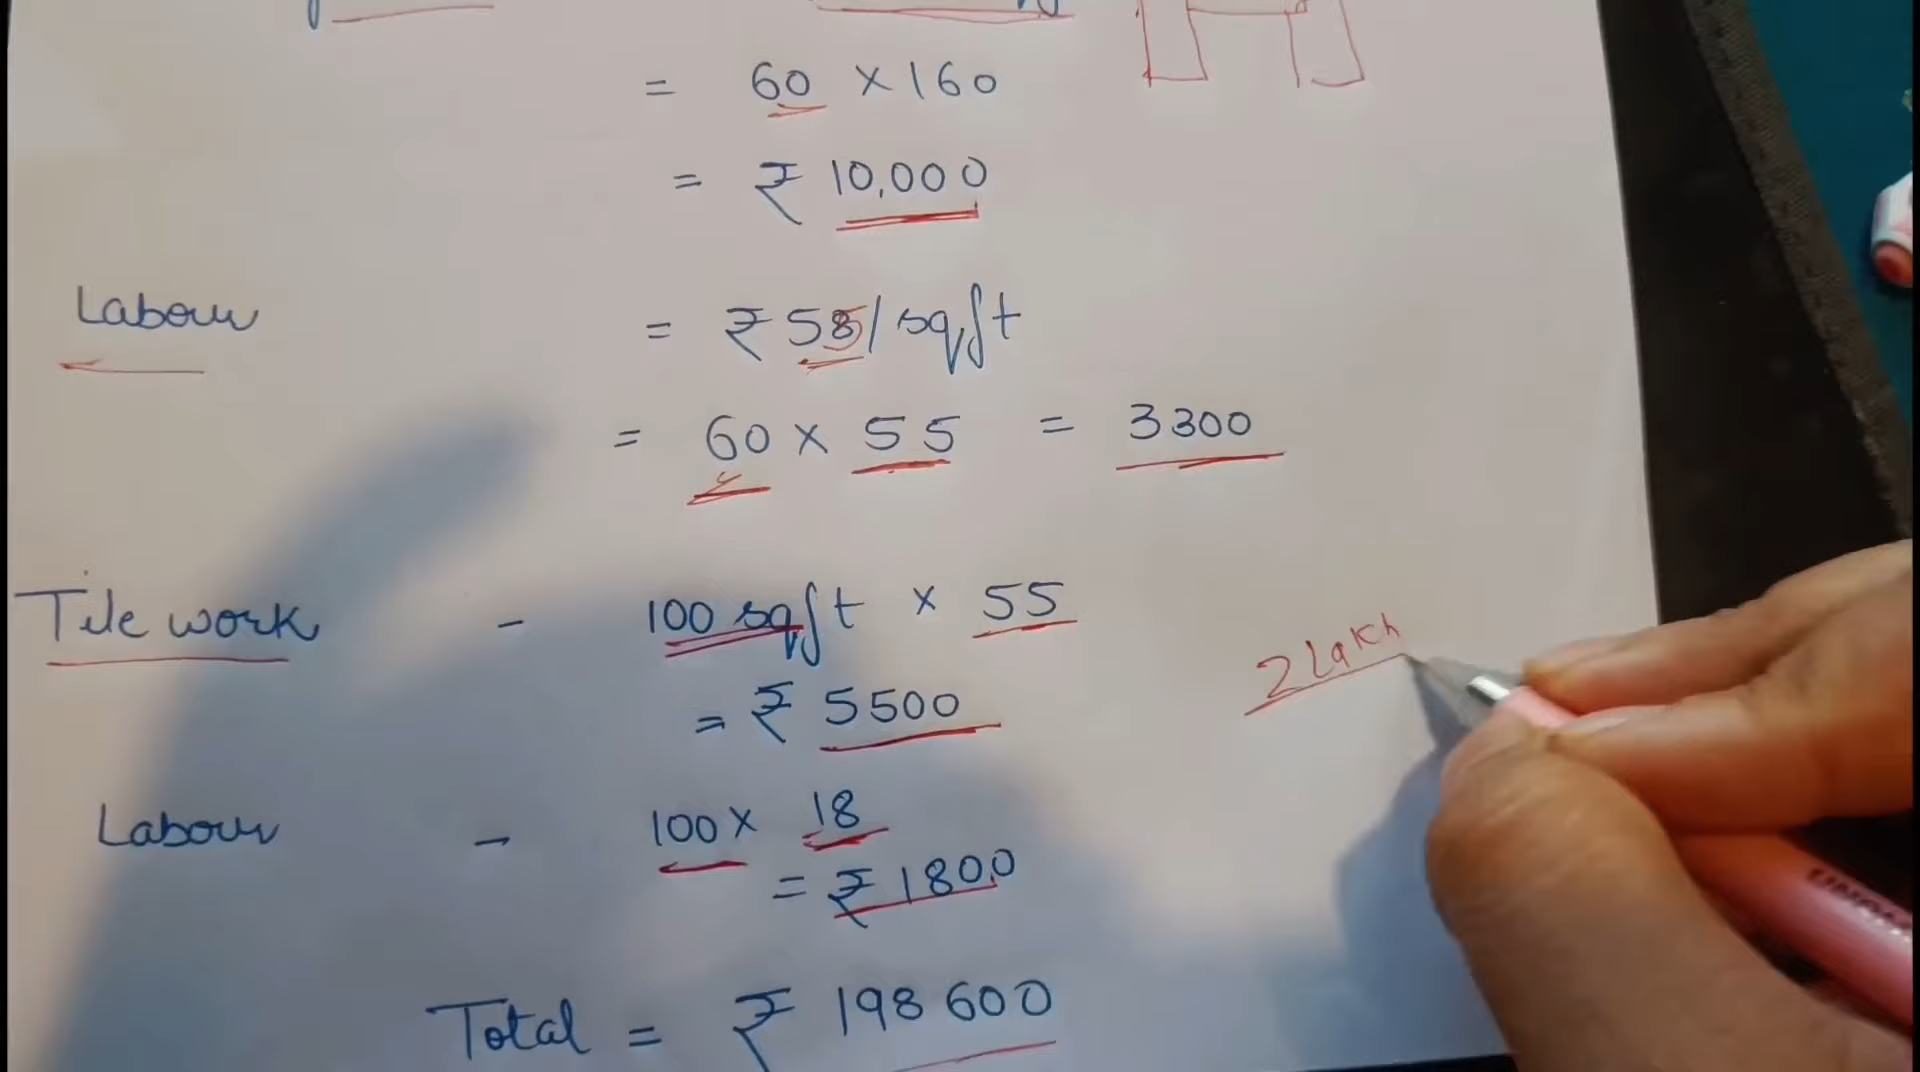 = 60 × 160
= ₹ 10,000
Labour = ₹ 55/sqft
= 60 × 55 = 3300
Tile work - 100 sqft × 55
= ₹ 5500
2 Lakh
Labour - 100 × 18
= ₹ 1800
Total = ₹ 198600